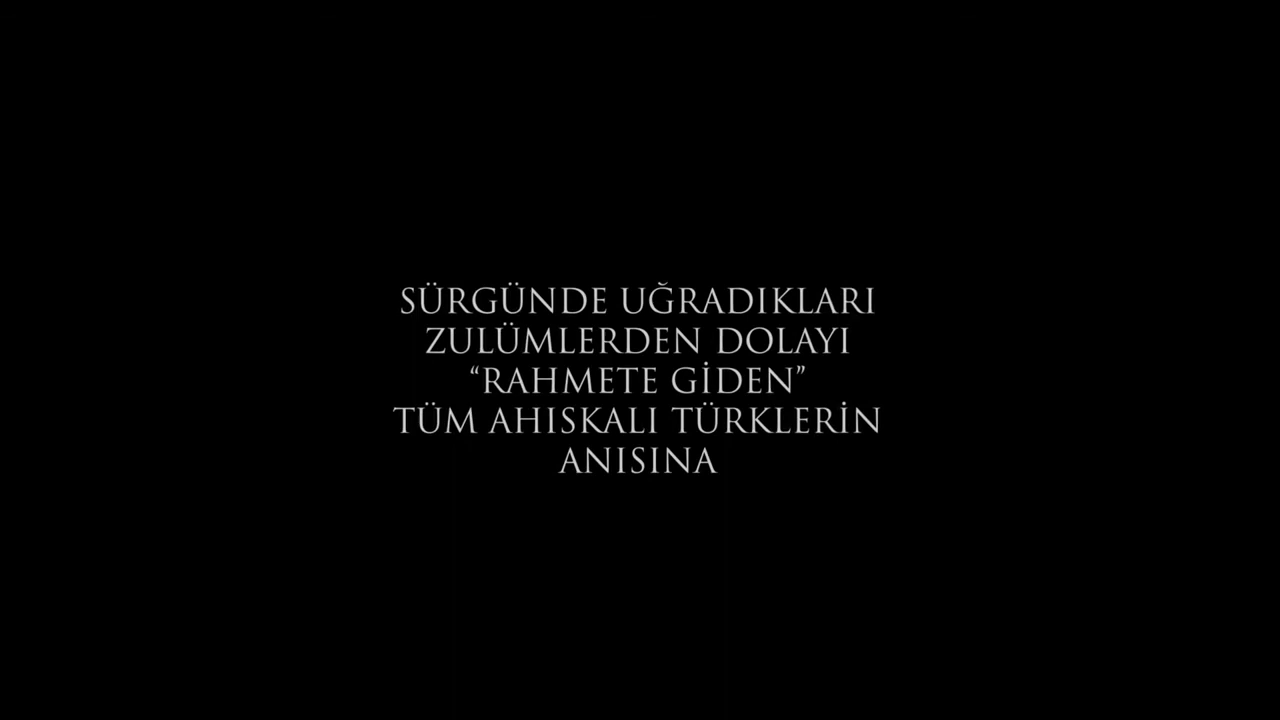 SÜRGÜNDE UĞRADIKLARI
ZULÜMLERDEN DOLAYI
“RAHMETE GİDEN”
TÜM AHISKALI TÜRKLERİN
ANISINA